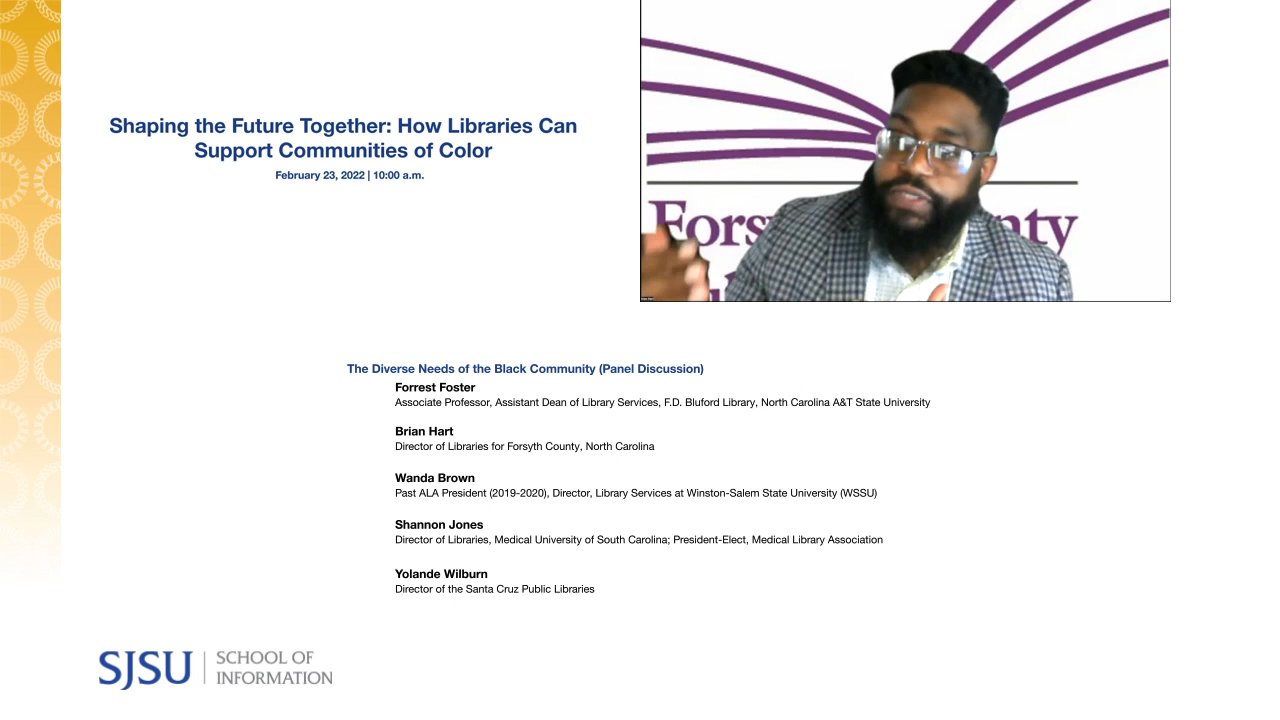 Shaping the Future Together: How Libraries Can
Support Communities of Color
February 23, 2022 | 10:00 a.m.
Fors nty
The Diverse Needs of the Black Community (Panel Discussion)
Forrest Foster
Associate Professor, Assistant Dean of Library Services, F.D. Bluford Library, North Carolina A&T State University
Brian Hart
Director of Libraries for Forsyth County, North Carolina
Wanda Brown
Past ALA President (2019-2020), Director, Library Services at Winston-Salem State University (WSSU)
Shannon Jones
Director of Libraries, Medical University of South Carolina; President-Elect, Medical Library Association
Yolande Wilburn
Director of the Santa Cruz Public Libraries
SJSU SCHOOL OF
INFORMATION